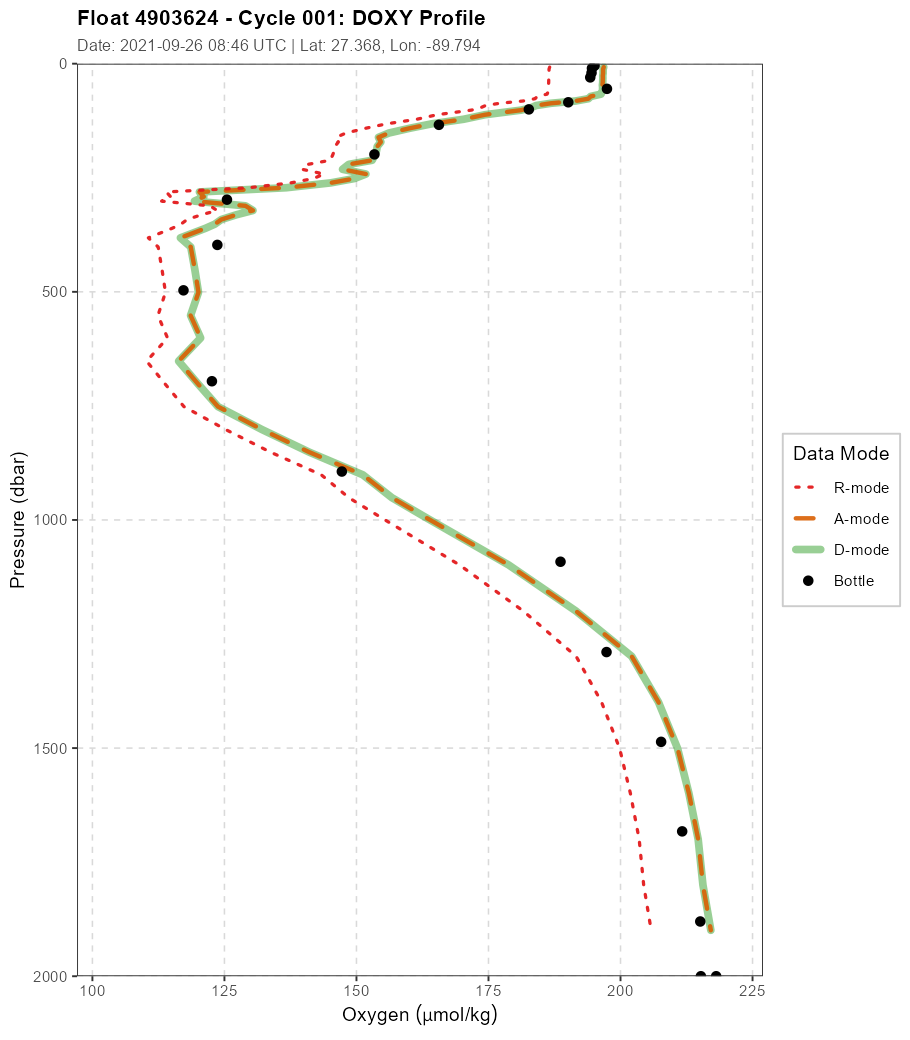 Float 4903624 - Cycle 001: DOXY Profile
Date: 2021-09-26 08:46 UTC | Lat: 27.368, Lon: -89.794
0
500
1000
1500
2000
Pressure (dbar)
100 125 150 175 200 225
Oxygen (μmol/kg)
Data Mode
R-mode
A-mode
D-mode
Bottle